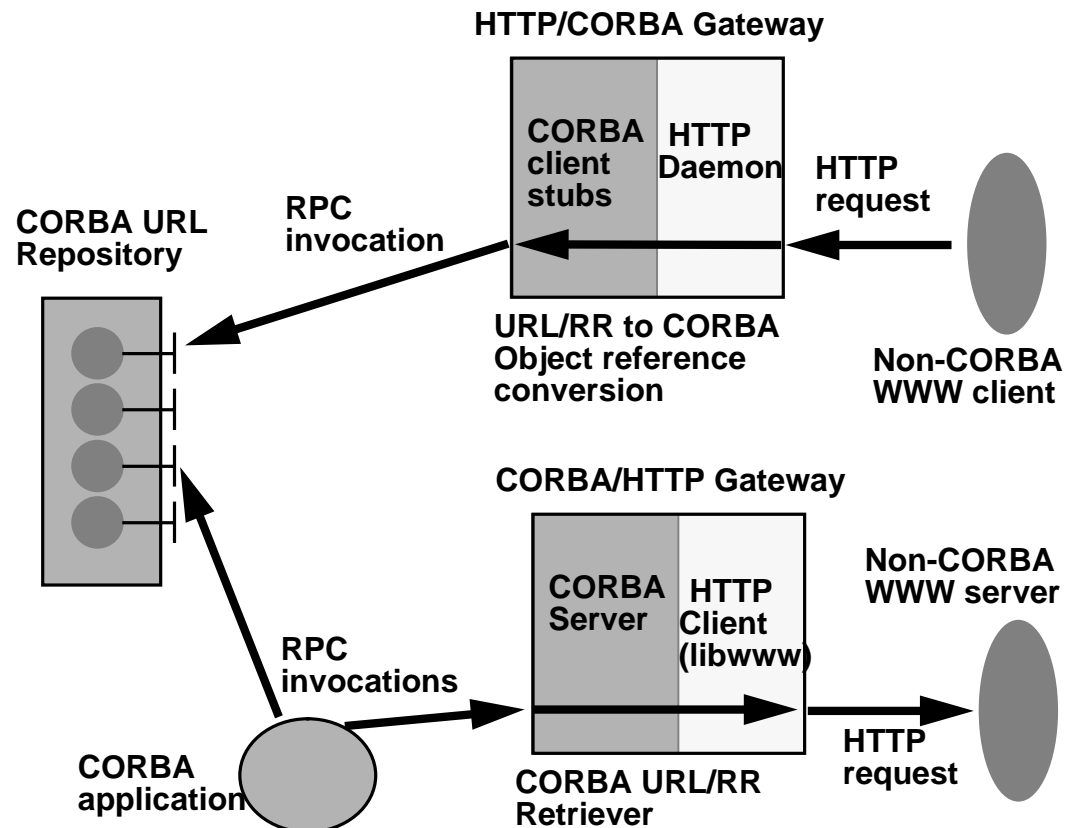 HTTP/CORBA Gateway
CORBA
client
stubs
HTTP
Daemon
HTTP
request
RPC
invocation
CORBA URL
Repository
URL/RR to CORBA
Object reference
conversion
Non-CORBA
WWW client
CORBA/HTTP Gateway
CORBA
Server
HTTP
Client
(libwww)
Non-CORBA
WWW server
RPC
invocations
HTTP
request
CORBA
application
CORBA URL/RR
Retriever